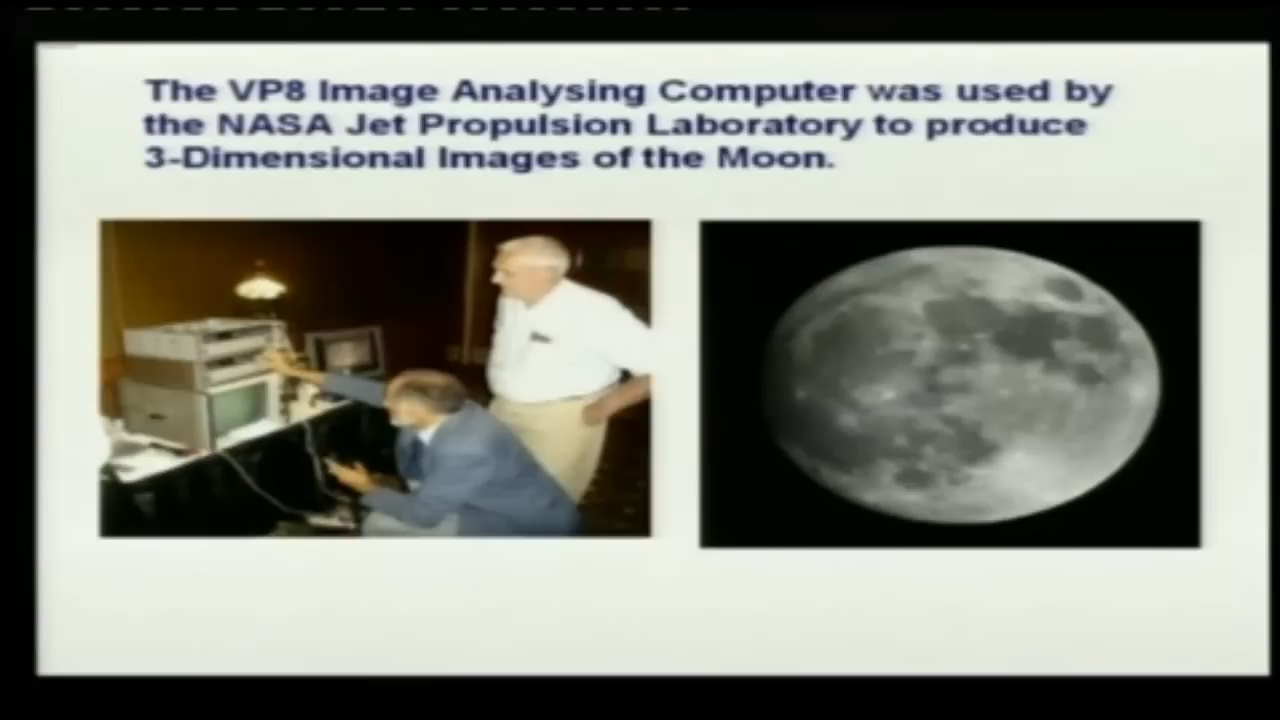 The VP8 Image Analysing Computer was used by
the NASA Jet Propulsion Laboratory to produce
3-Dimensional Images of the Moon.